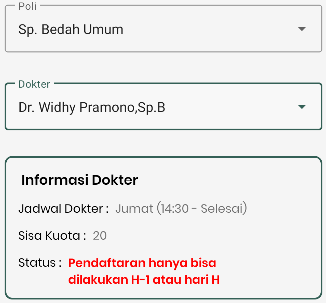 Poli
Sp. Bedah Umum
Dokter
Dr. Widhy Pramono,Sp.B
Informasi Dokter
Jadwal Dokter : Jumat (14:30 - Selesai)
Sisa Kuota : 20
Status : Pendaftaran hanya bisa
dilakukan H-1 atau hari H